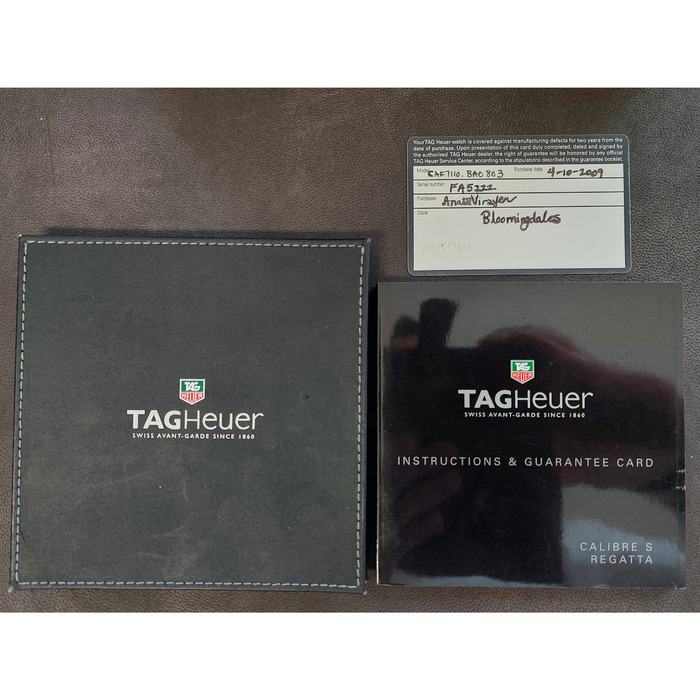 Your TAG Heuer watch is covered against manufacturing defects for two years from the
date of purchase. Upon presentation of this card duly completed, dated and signed by
the authorized TAG Heuer dealer, the right of guarantee will be honored by any official
TAG Heuer Service Center, according to the stipulations described in the guarantee booklet.
Model CAF7110.BA0803 Purchase date 4-10-2009
Serial number FA5222
Purchaser
Store Bloomingdales
TAG
HEUER
TAGHeuer
SWISS AVANT-GARDE SINCE 1860
TAG
HEUER
TAGHeuer
SWISS AVANT-GARDE SINCE 1860
INSTRUCTIONS & GUARANTEE CARD
CALIBRE S
REGATTA